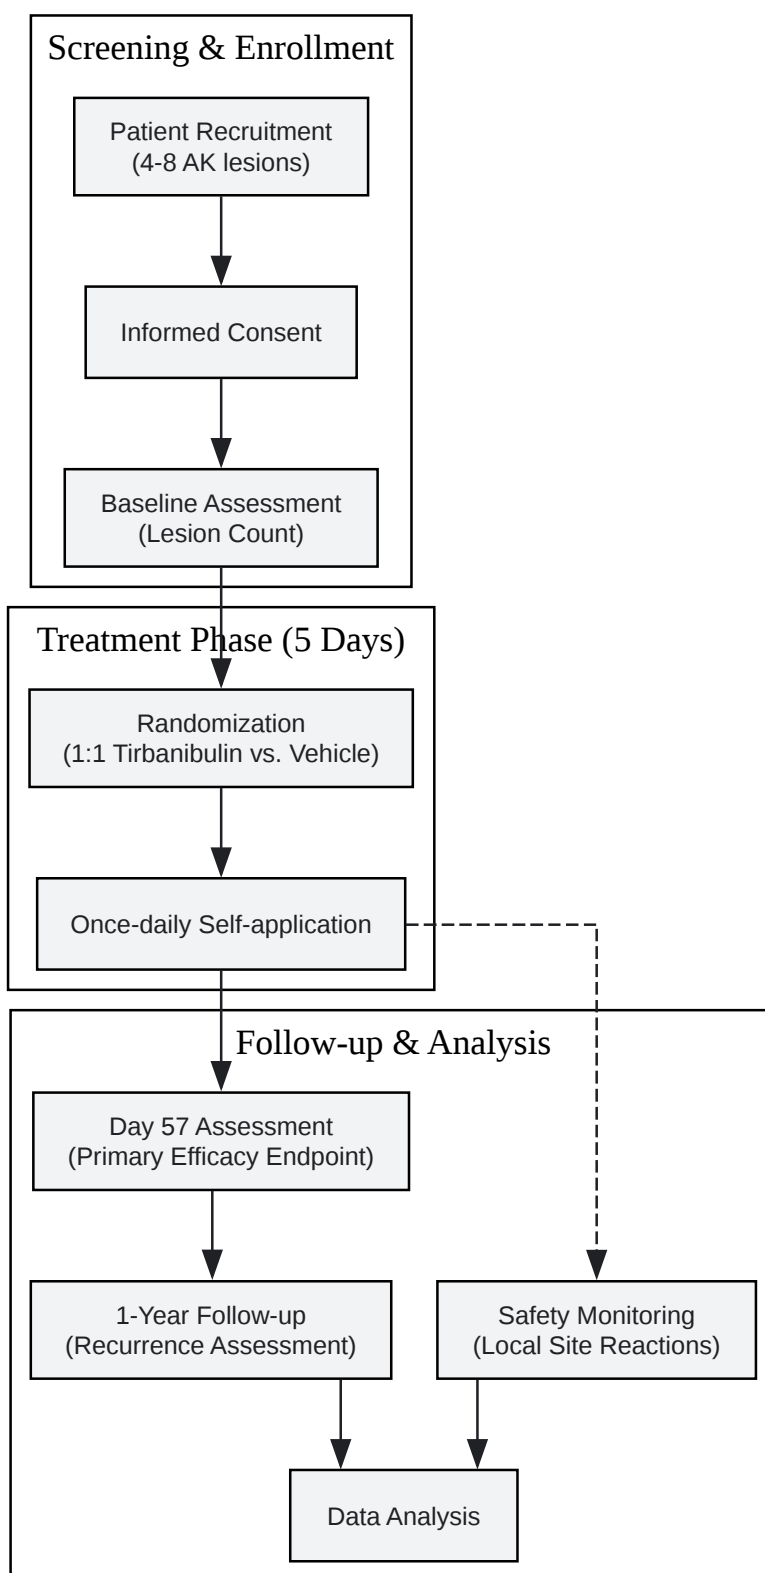 Screening & Enrollment
Patient Recruitment
(4-8 AK lesions)
Informed Consent
Baseline Assessment
(Lesion Count)
Treatment Phase (5 Days)
Randomization
(1:1 Tirbanibulin vs. Vehicle)
Once-daily Self-application
Follow-up & Analysis
Day 57 Assessment
(Primary Efficacy Endpoint)
1-Year Follow-up
(Recurrence Assessment)
Safety Monitoring
(Local Site Reactions)
Data Analysis